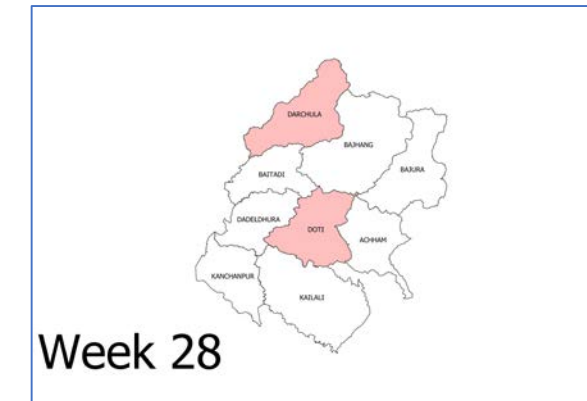 DARCHULA
BAJHANG
BAJURA
BAITADI
DADELDHURA
DOTI
ACHHAM
KANCHANPUR
KAILALI
Week 28